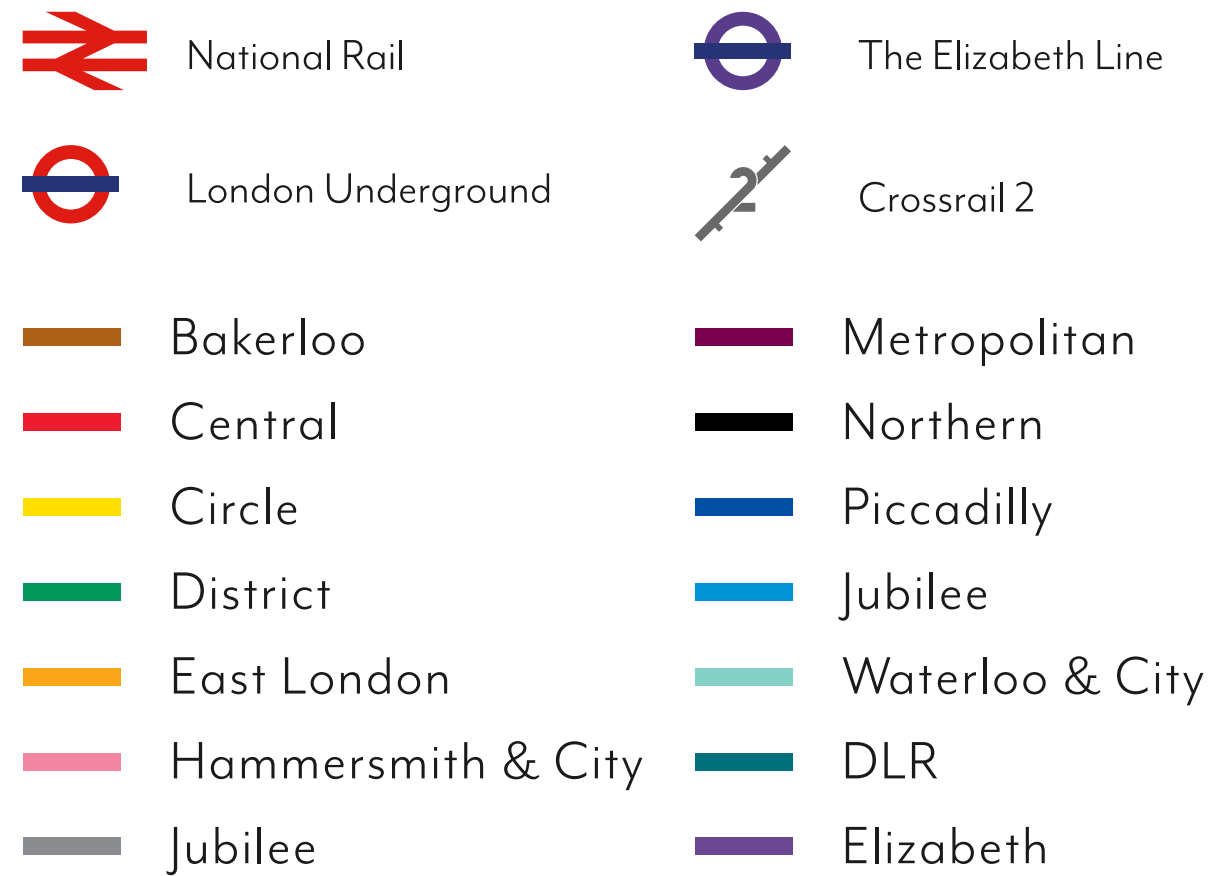 National Rail
The Elizabeth Line
London Underground
2
Crossrail 2
Bakerloo
Metropolitan
Central
Northern
Circle
Piccadilly
District
Jubilee
East London
Waterloo & City
Hammersmith & City
DLR
Jubilee
Elizabeth